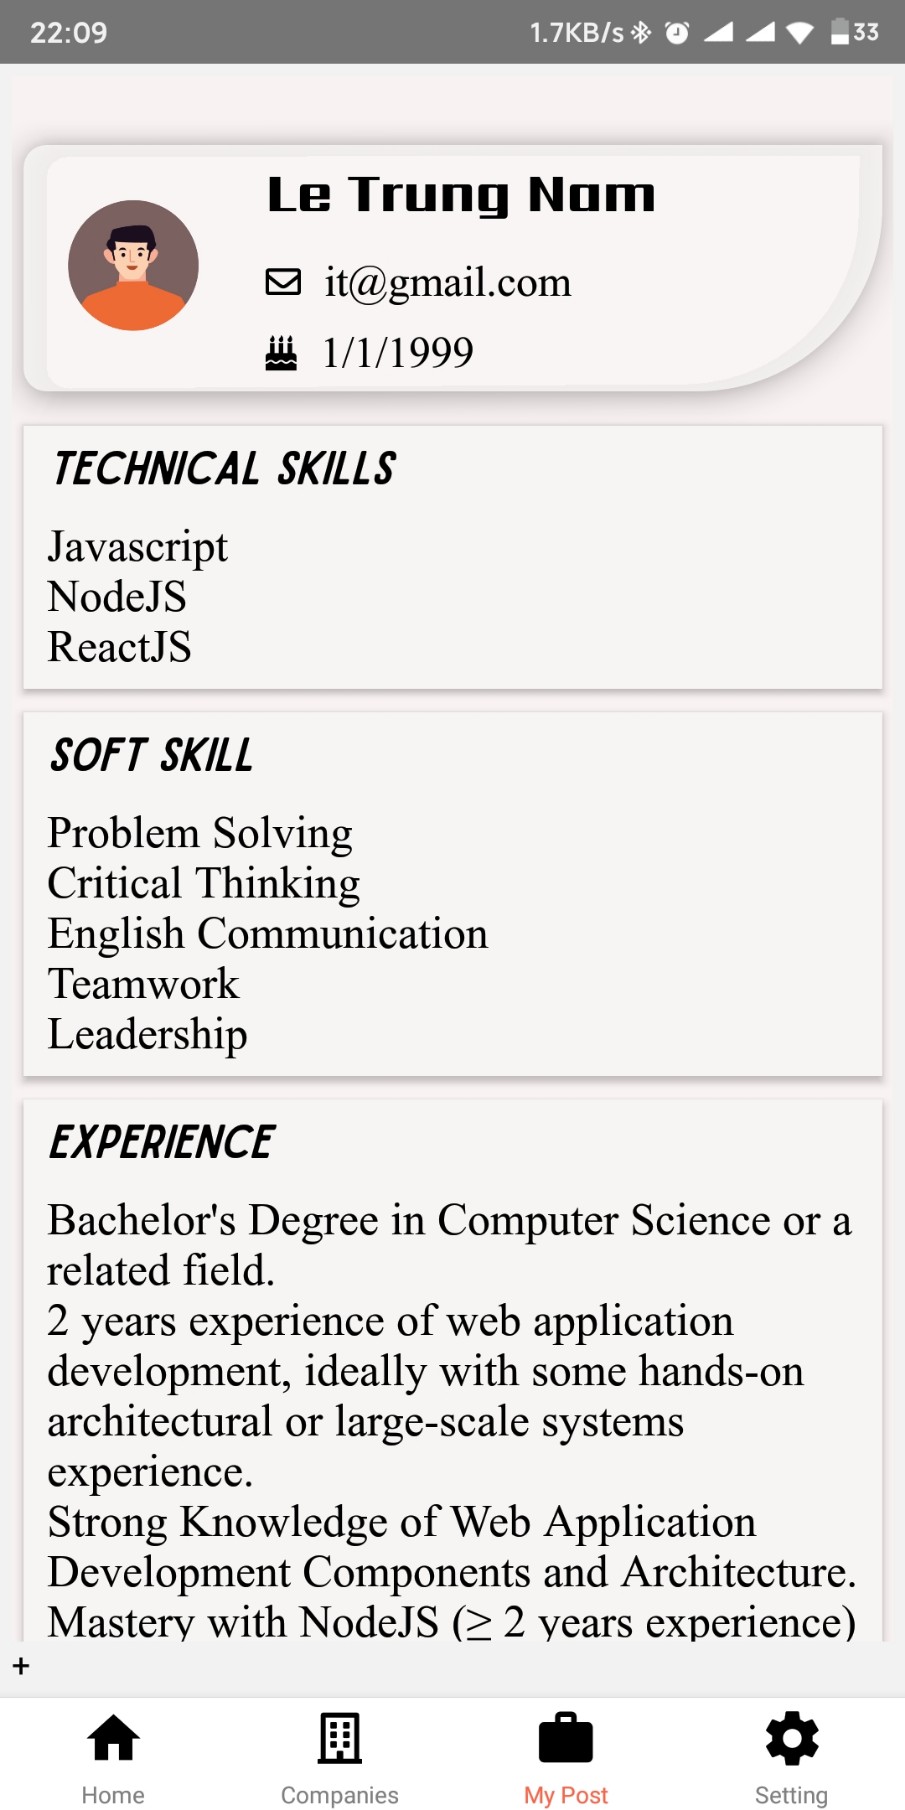 22:09
1.7KB/s 33
Le Trung Nam
it@gmail.com
1/1/1999
TECHNICAL SKILLS
Javascript
NodeJS
ReactJS
SOFT SKILL
Problem Solving
Critical Thinking
English Communication
Teamwork
Leadership
EXPERIENCE
Bachelor's Degree in Computer Science or a
related field.
2 years experience of web application
development, ideally with some hands-on
architectural or large-scale systems
experience.
Strong Knowledge of Web Application
Development Components and Architecture.
Mastery with NodeJS (≥ 2 years experience)
+
Home Companies My Post Setting